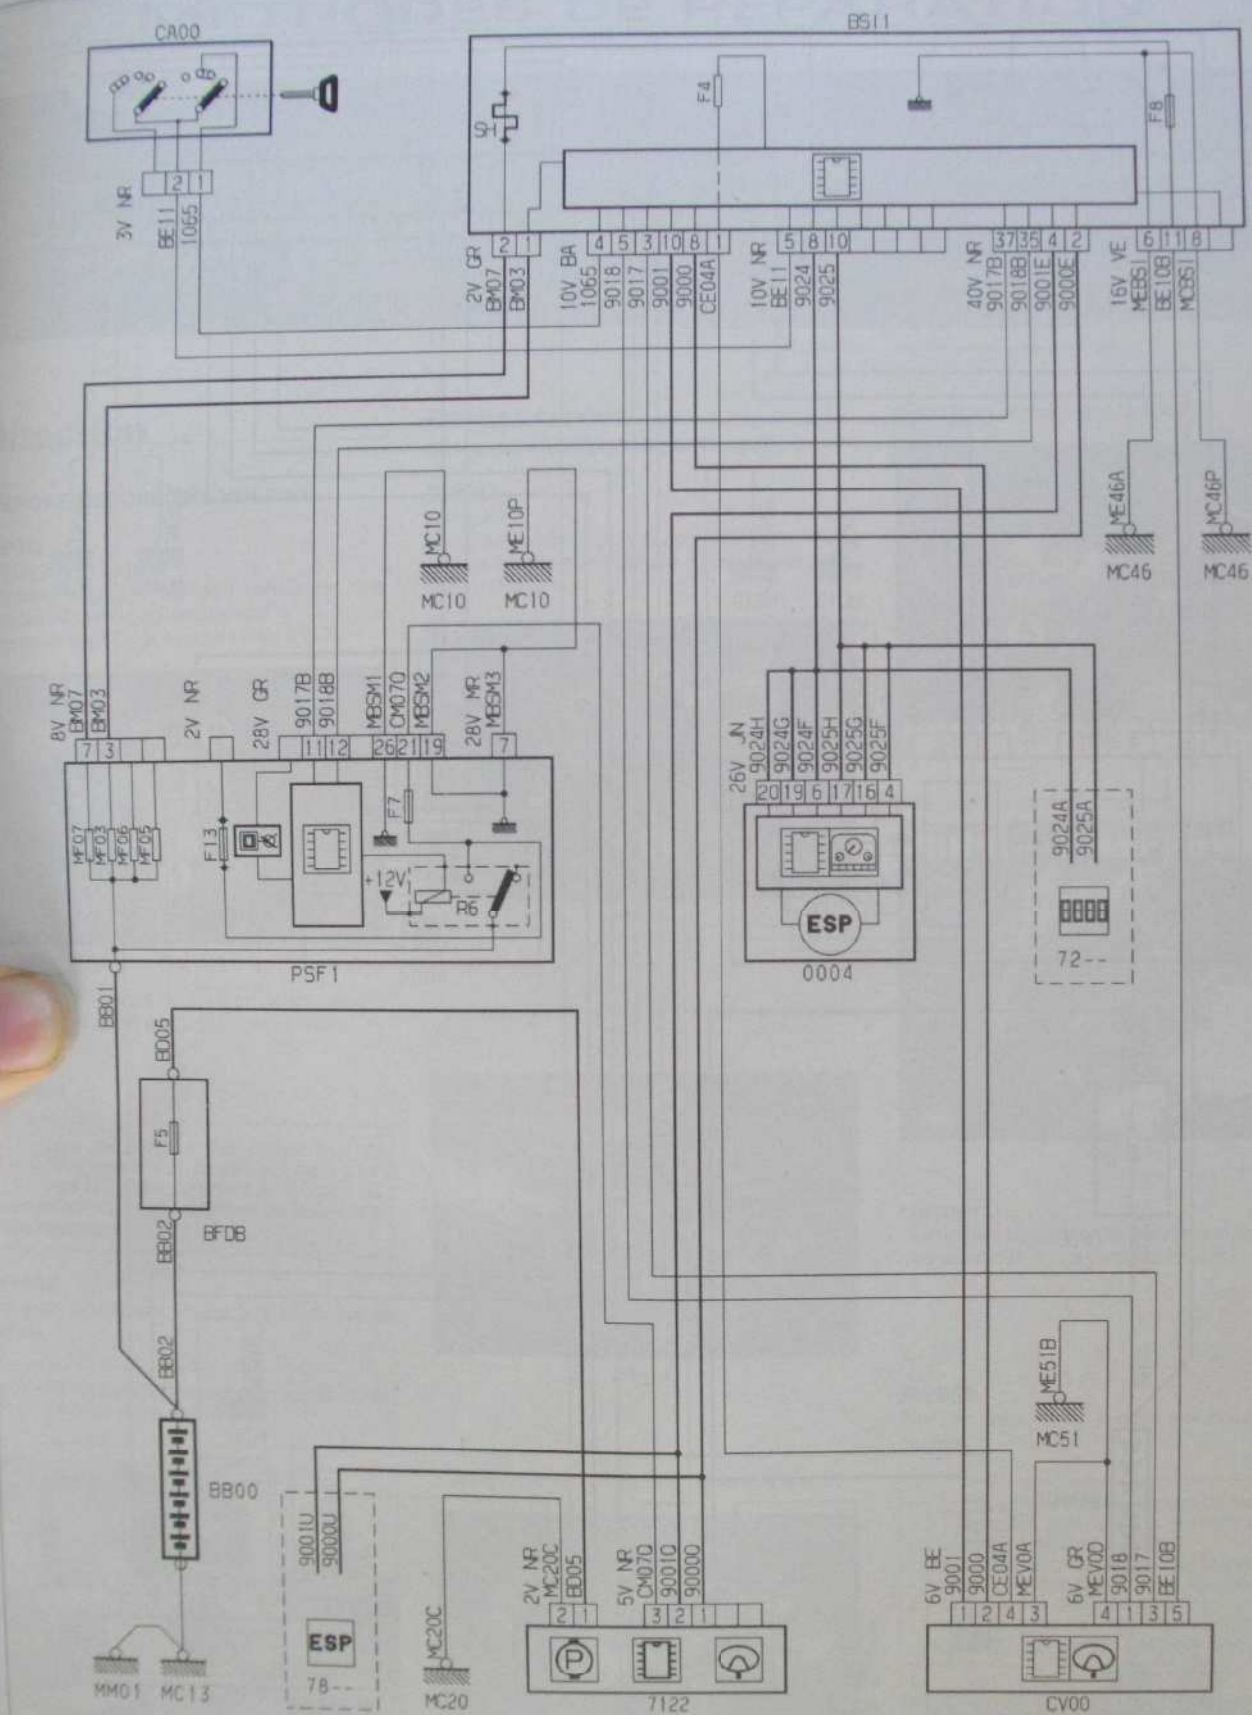 CA00
BSI1
SH
F4
F8
3V NR
2 1
BE11
1065
2V GR
2 1
BM07
BM03
10V BA
4 5 3 10 8 1
1065
9018
9017
9001
9000
CE04A
10V NR
5 8 10
BE11
9024
9025
40V NR
37 35 4 2
9017B
9018B
9001E
9000E
16V VE
6 11 8
MEBSI
BE10B
MCBSI
MC10
MC10
ME10P
MC10
ME46A
MC46
MC46P
MC46
8V NR
BM07
BM03
7 3
2V NR
28V GR
9017B
9018B
11 12
MBSM1
CM07Q
MBSM2
26 21 19
28V MR
MBSM3
7
MF07
MF03
MF06
MF05
F13
F7
+12V
R6
PSF1
26V JN
9024H
9024G
9024F
9025H
9025G
9025F
20 19 6 17 16 4
ESP
0004
9024A
9025A
72--
BB01
BD05
F5
BB02
BFDB
BB02
BB00
MM01
MC13
9001U
9000U
ESP
78--
MC20C
MC20
2V NR
MC20C
BD05
2 1
5V NR
CM07Q
9001Q
9000Q
3 2 1
P
7122
ME51B
MC51
6V BE
9001
9000
CE04A
MEV0A
1 2 4 3
6V GR
MEV0D
9018
9017
BE10B
4 1 3 5
CV00